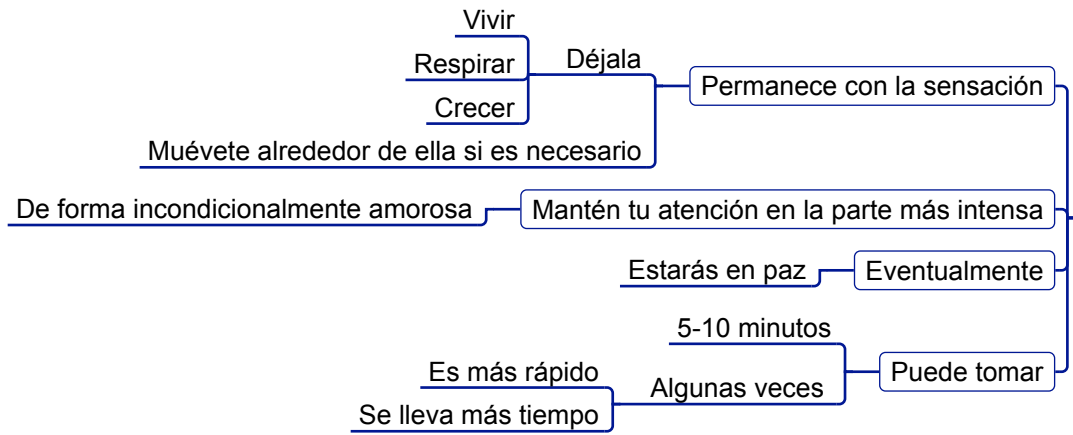 Vivir
Respirar
Crecer
Déjala
Muévete alrededor de ella si es necesario
Permanece con la sensación
De forma incondicionalmente amorosa
Mantén tu atención en la parte más intensa
Estarás en paz
Eventualmente
5-10 minutos
Es más rápido
Se lleva más tiempo
Algunas veces
Puede tomar